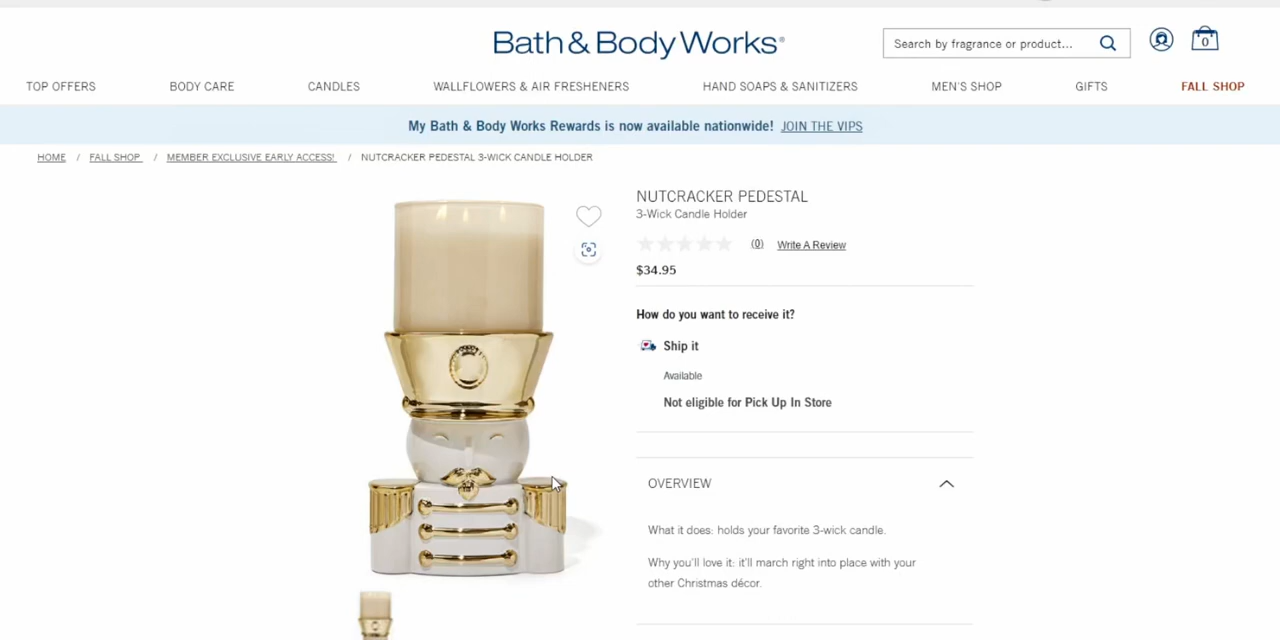 Bath & Body Works®
Search by fragrance or product...
0
TOP OFFERS BODY CARE CANDLES WALLFLOWERS & AIR FRESHENERS HAND SOAPS & SANITIZERS MEN'S SHOP GIFTS FALL SHOP
My Bath & Body Works Rewards is now available nationwide! JOIN THE VIPS
HOME / FALL SHOP / MEMBER EXCLUSIVE EARLY ACCESS! / NUTCRACKER PEDESTAL 3-WICK CANDLE HOLDER
NUTCRACKER PEDESTAL
3-Wick Candle Holder
(0) Write A Review
$34.95
How do you want to receive it?
Ship it
Available
Not eligible for Pick Up In Store
OVERVIEW
What it does: holds your favorite 3-wick candle.
Why you'll love it: it'll march right into place with your
other Christmas décor.